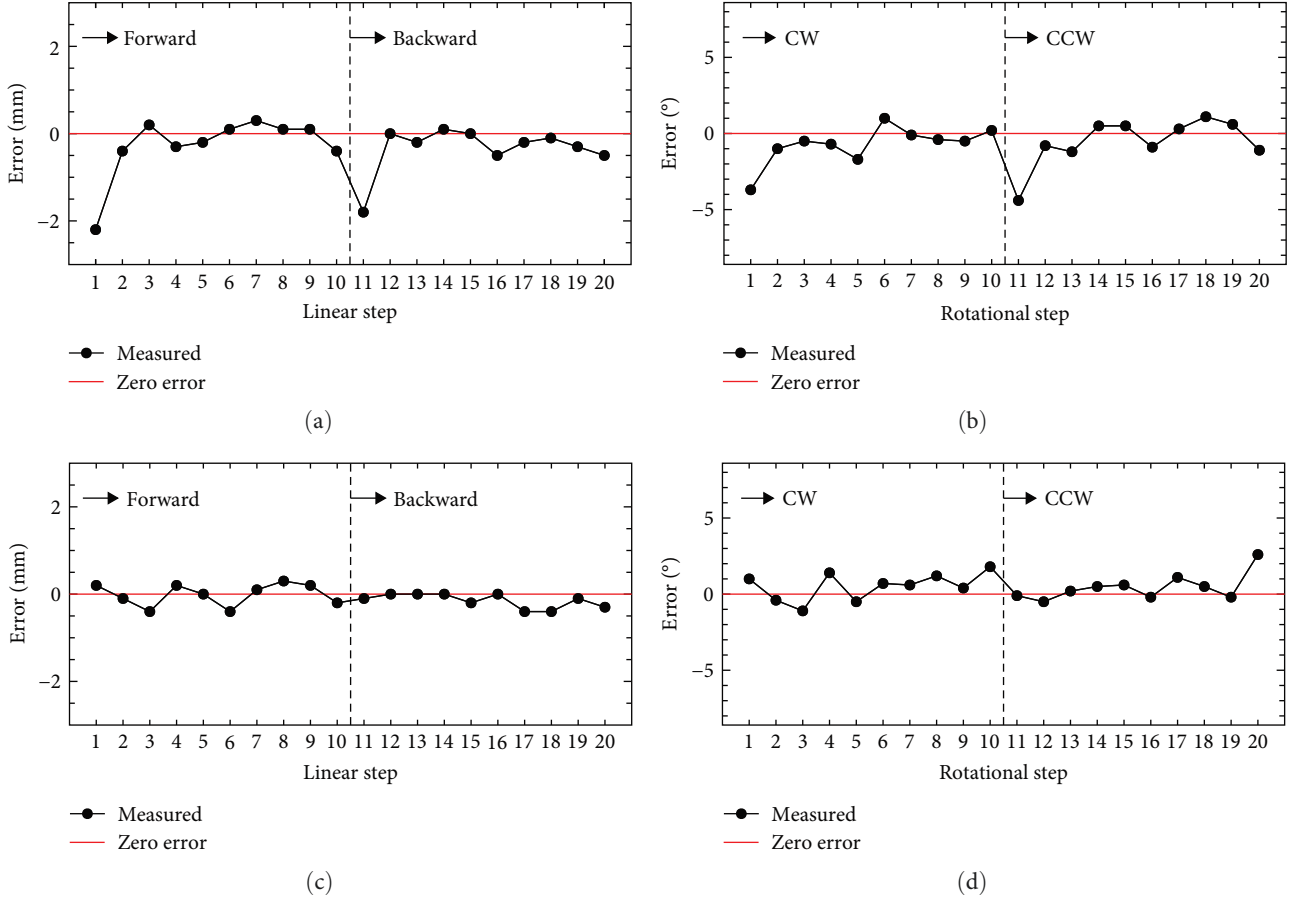 Forward
Backward
2
0
−2
Error (mm)
1 2 3 4 5 6 7 8 9 10 11 12 13 14 15 16 17 18 19 20
Linear step
Measured
Zero error
(a)
CW
CCW
5
0
−5
Error (°)
1 2 3 4 5 6 7 8 9 10 11 12 13 14 15 16 17 18 19 20
Rotational step
Measured
Zero error
(b)
Forward
Backward
2
0
−2
Error (mm)
1 2 3 4 5 6 7 8 9 10 11 12 13 14 15 16 17 18 19 20
Linear step
Measured
Zero error
(c)
CW
CCW
5
0
−5
Error (°)
1 2 3 4 5 6 7 8 9 10 11 12 13 14 15 16 17 18 19 20
Rotational step
Measured
Zero error
(d)